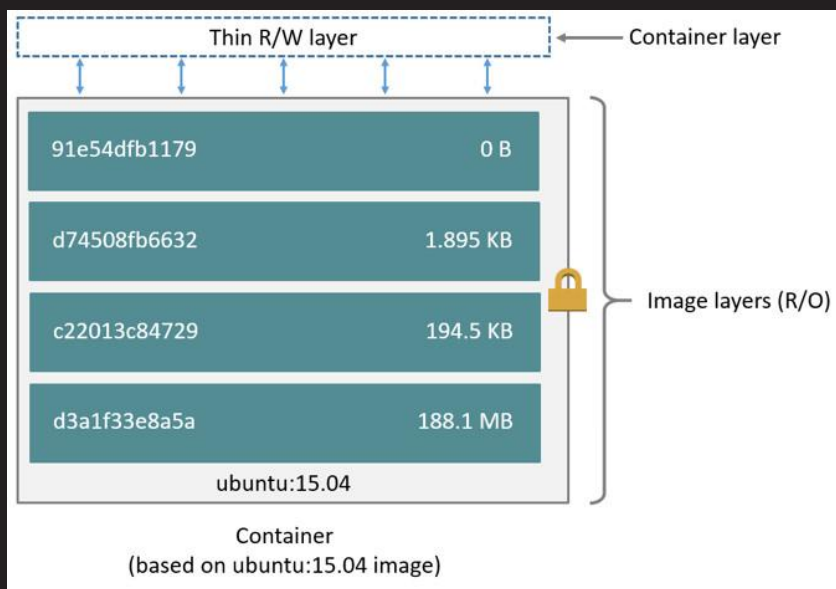 Thin R/W layer
Container layer
91e54dfb1179 0 B
d74508fb6632 1.895 KB
c22013c84729 194.5 KB
d3a1f33e8a5a 188.1 MB
Image layers (R/O)
ubuntu:15.04
Container
(based on ubuntu:15.04 image)